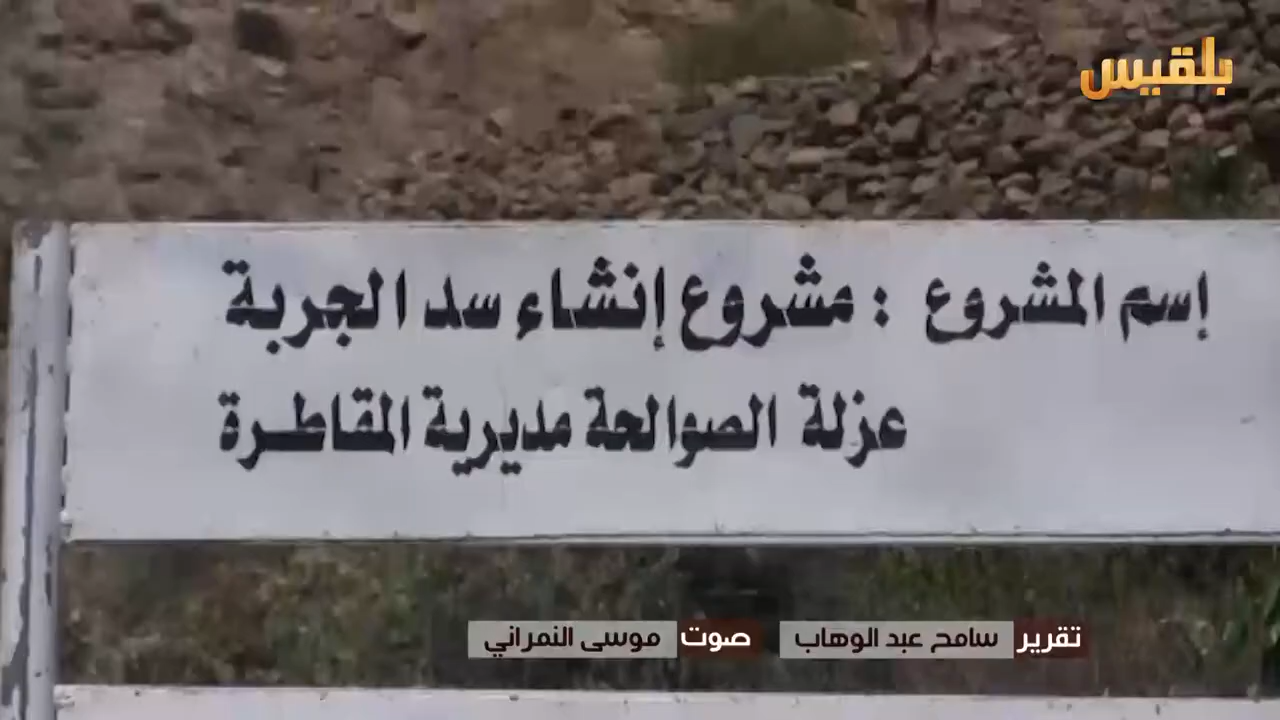 بلقيس
إسم المشروع : مشروع إنشاء سد الجربة
عزلة الصوالحة مديرية المقاطرة
تقرير سامح عبد الوهاب صوت موسى النمراني